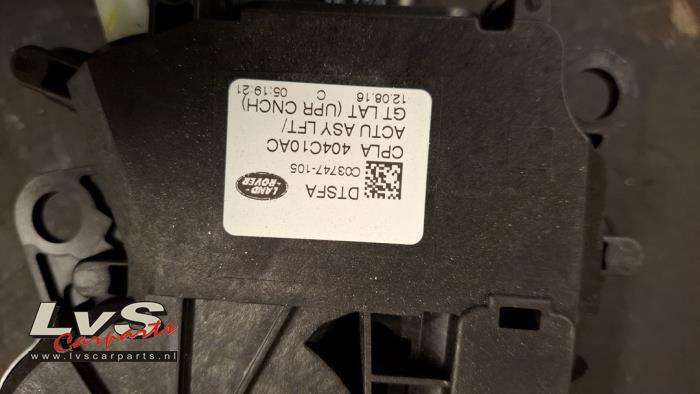 LAND-
-ROVER
DTSFA
C03747-105
CPLA 404C10AC
ACTU ASY LFT/
GT LAT (UPR CNCH)
12.08.16 C 05:19:21
LvS
Carparts
www.lvscarparts.nl